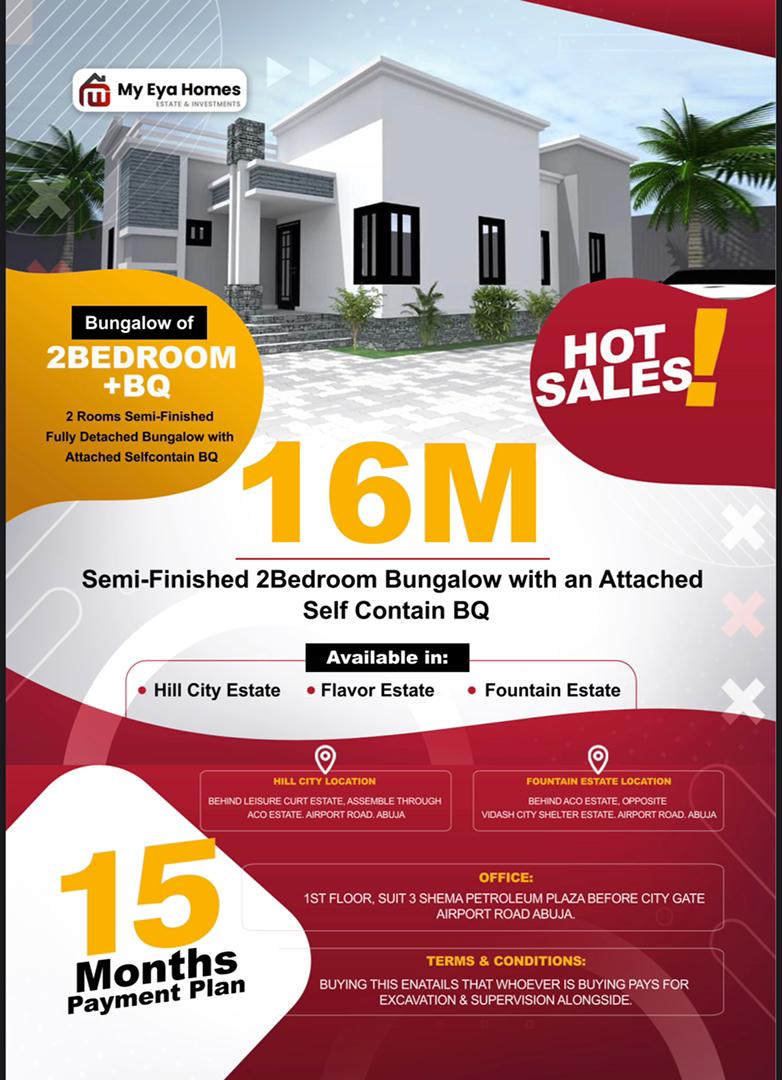 My Eya Homes
ESTATE & INVESTMENTS
Bungalow of
2BEDROOM
+BQ
2 Rooms Semi-Finished
Fully Detached Bungalow with
Attached Selfcontain BQ
HOT
SALES!
16M
Semi-Finished 2Bedroom Bungalow with an Attached
Self Contain BQ
Available in:
• Hill City Estate • Flavor Estate • Fountain Estate
HILL CITY LOCATION
BEHIND LEISURE CURT ESTATE, ASSEMBLE THROUGH
ACO ESTATE. AIRPORT ROAD. ABUJA
FOUNTAIN ESTATE LOCATION
BEHIND ACO ESTATE, OPPOSITE
VIDASH CITY SHELTER ESTATE. AIRPORT ROAD. ABUJA
15
Months
Payment Plan
OFFICE:
1ST FLOOR, SUIT 3 SHEMA PETROLEUM PLAZA BEFORE CITY GATE
AIRPORT ROAD ABUJA.
TERMS & CONDITIONS:
BUYING THIS ENATAILS THAT WHOEVER IS BUYING PAYS FOR
EXCAVATION & SUPERVISION ALONGSIDE.